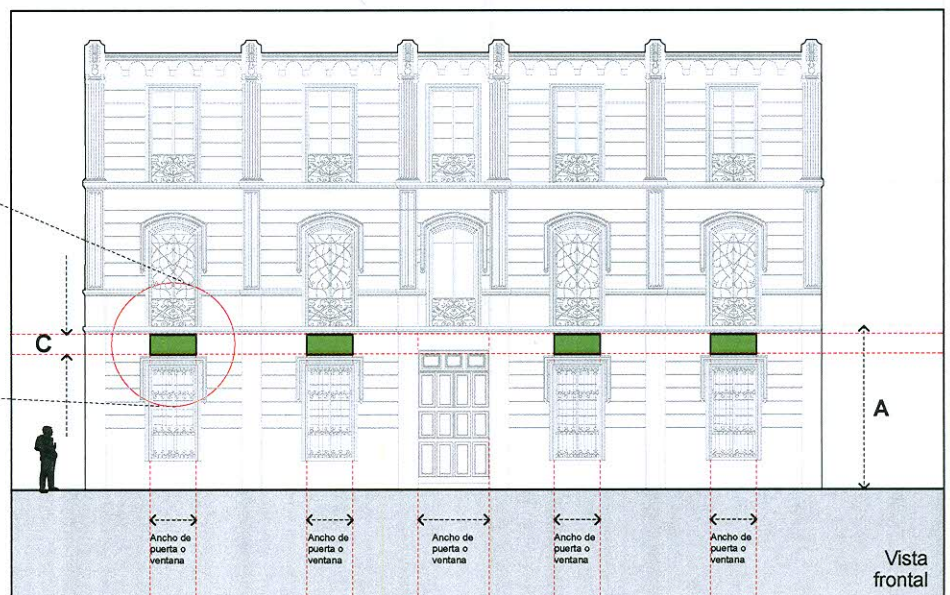 C
A
Ancho de
puerta o
ventana
Ancho de
puerta o
ventana
Ancho de
puerta o
ventana
Ancho de
puerta o
ventana
Ancho de
puerta o
ventana
Vista
frontal